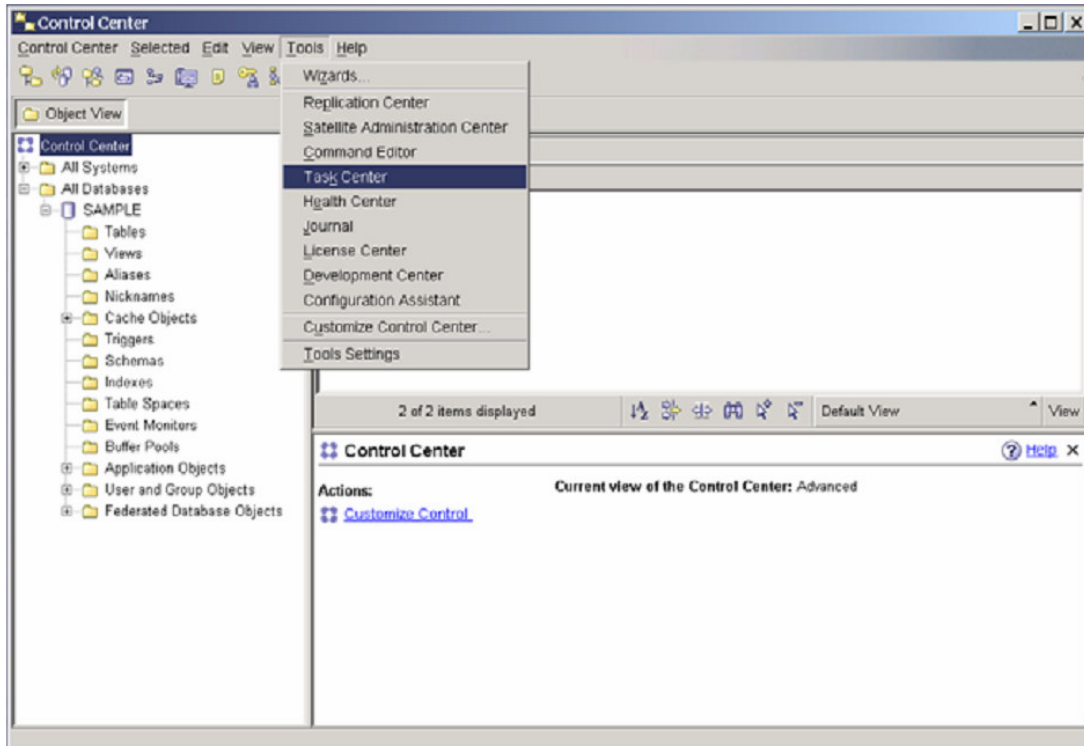 Control Center
Control Center Selected Edit View Tools Help
Wizards...
Replication Center
Satellite Administration Center
Command Editor
Task Center
Health Center
Journal
License Center
Development Center
Configuration Assistant
Customize Control Center...
Tools Settings
Object View
Control Center
All Systems
All Databases
SAMPLE
Tables
Views
Aliases
Nicknames
Cache Objects
Triggers
Schemas
Indexes
Table Spaces
Event Monitors
Buffer Pools
Application Objects
User and Group Objects
Federated Database Objects
2 of 2 items displayed Default View View
Control Center Help
Actions: Current view of the Control Center: Advanced
Customize Control